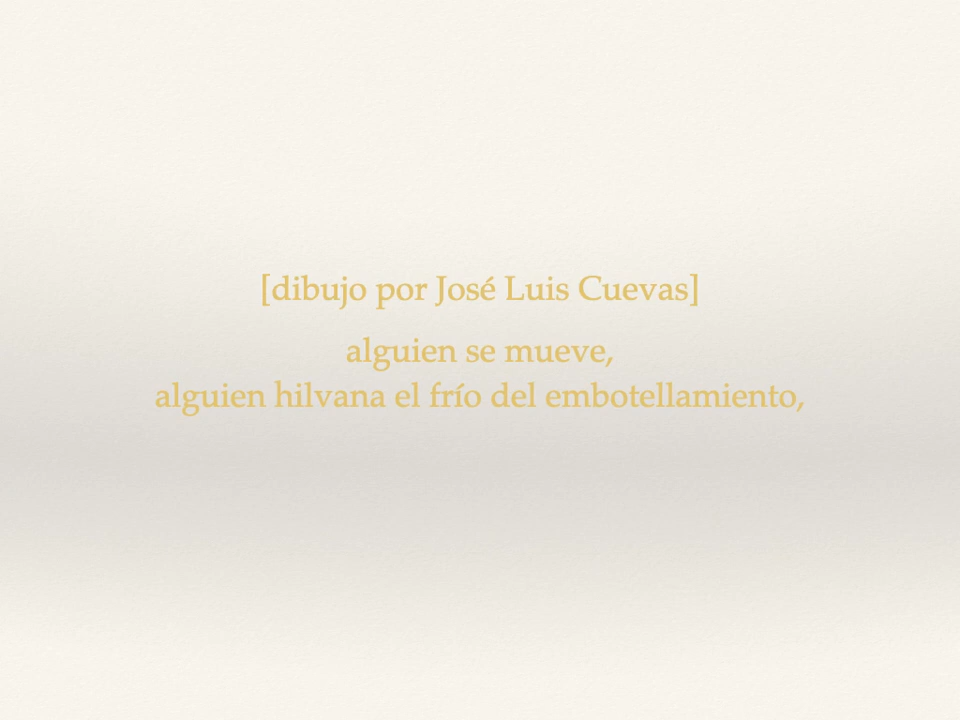 [dibujo por José Luis Cuevas]
alguien se mueve,
alguien hilvana el frío del embotellamiento,